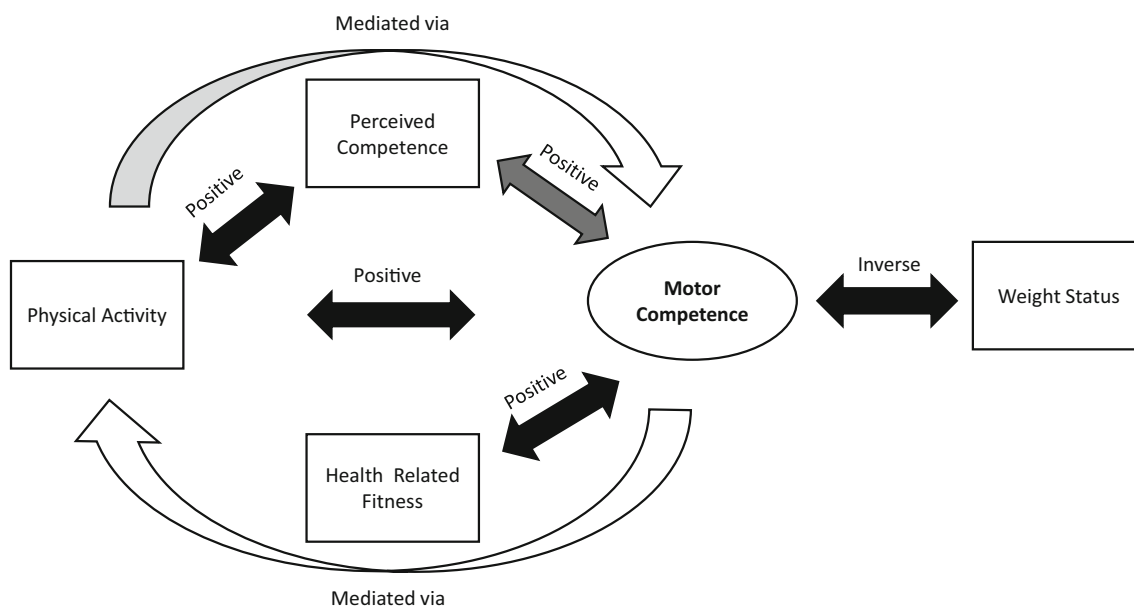 Mediated via
Perceived
Competence
Positive
Positive
Physical Activity
Positive
Motor
Competence
Inverse
Weight Status
Positive
Health Related
Fitness
Mediated via